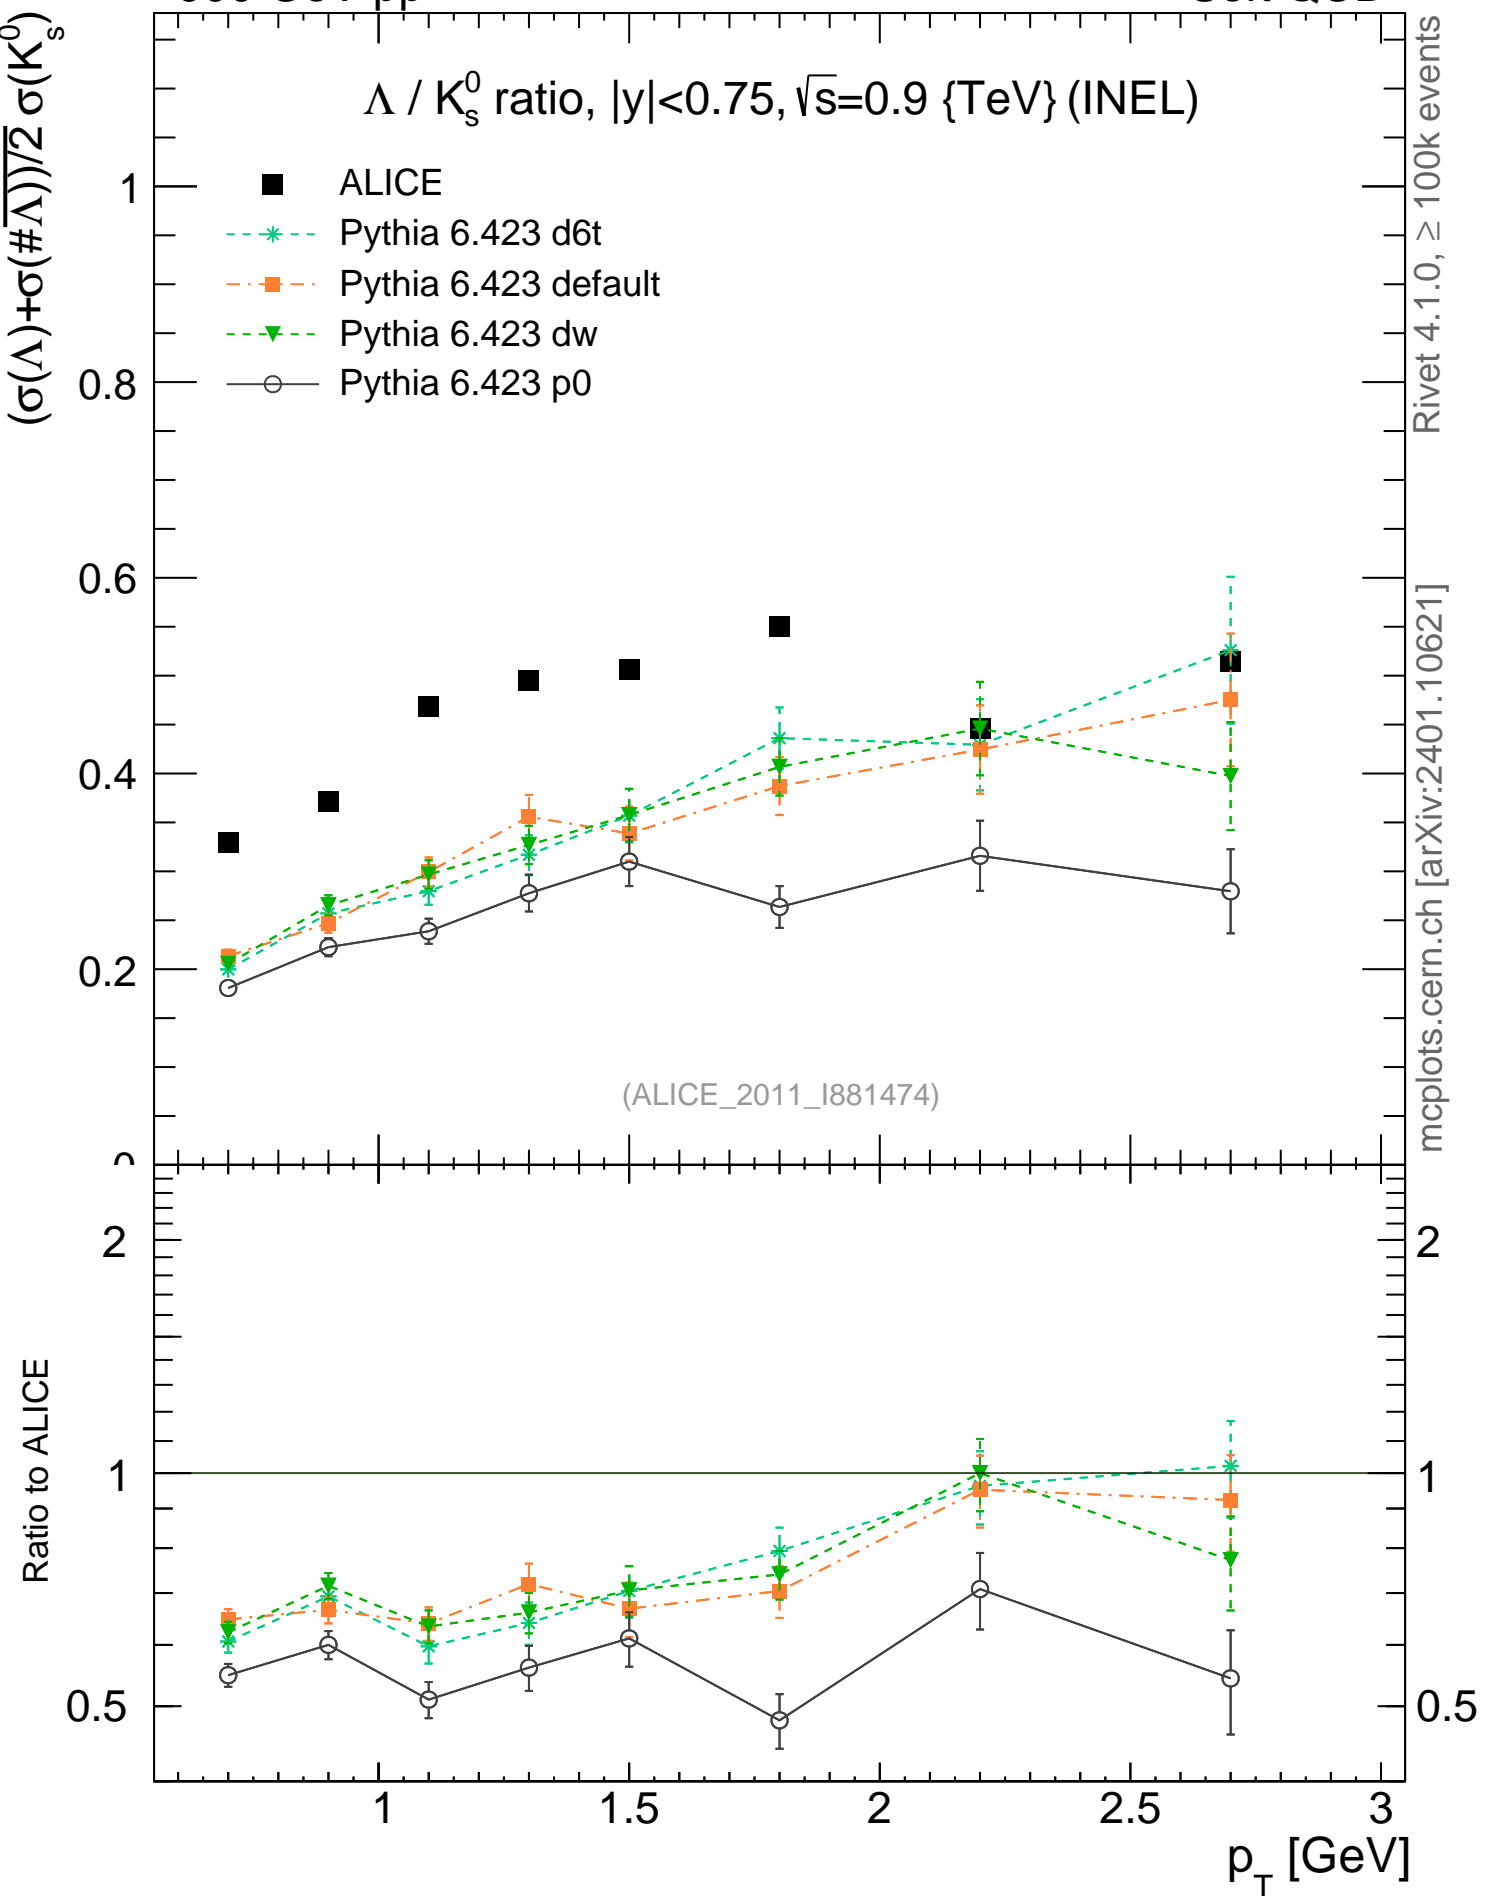 Λ / K⁰ₛ ratio, |y|<0.75, √s=0.9 {TeV} (INEL)
(σ(Λ)+σ(#Λ̅))/2 σ(K⁰ₛ)
ALICE
Pythia 6.423 d6t
Pythia 6.423 default
Pythia 6.423 dw
Pythia 6.423 p0
1
0.8
0.6
0.4
0.2
(ALICE_2011_I881474)
Rivet 4.1.0, ≥ 100k events
mcplots.cern.ch [arXiv:2401.10621]
Ratio to ALICE
2
1
0.5
2
1
0.5
1
1.5
2
2.5
3
p_T [GeV]